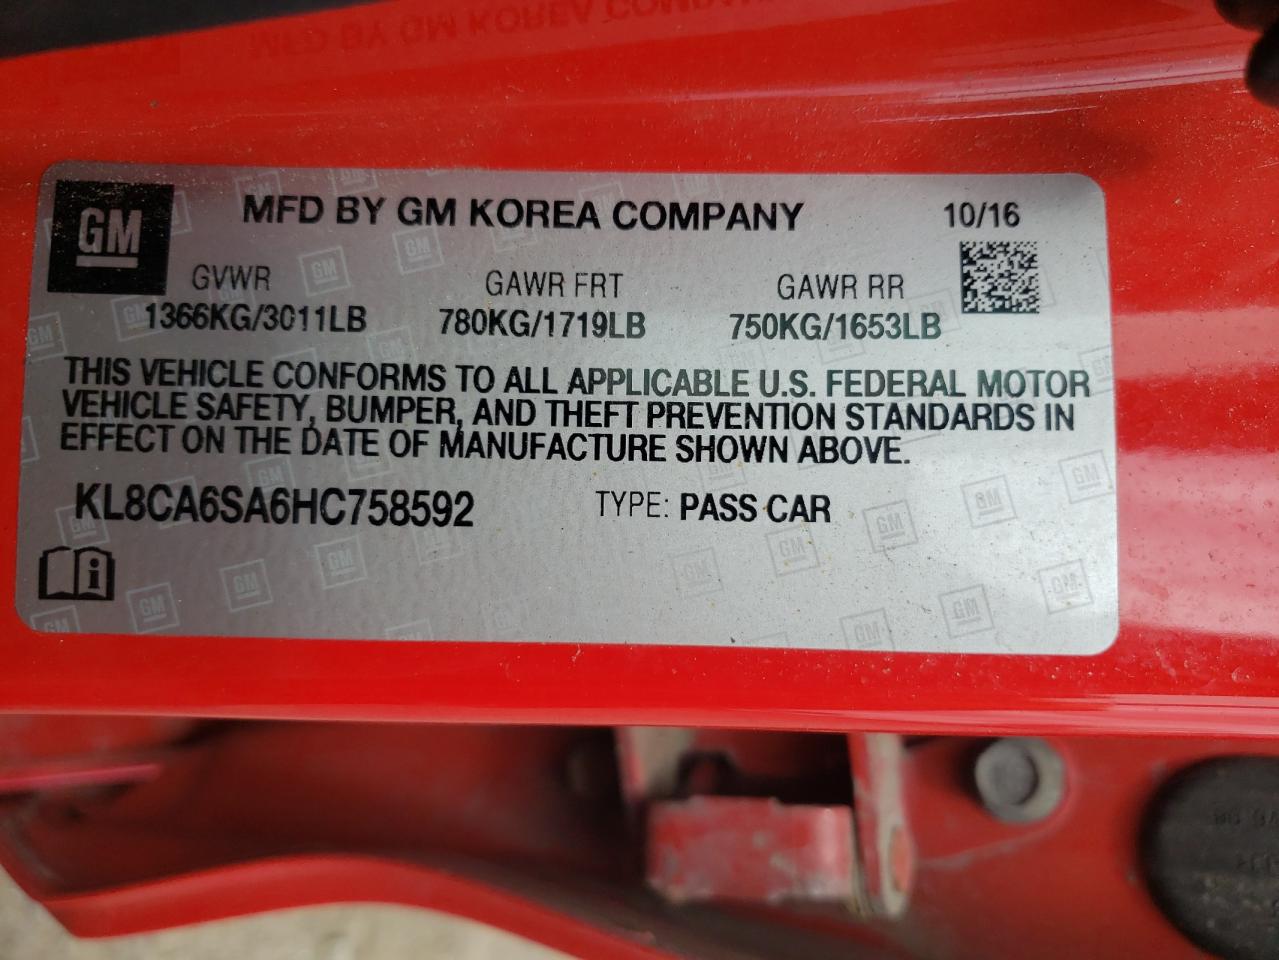 GM
MFD BY GM KOREA COMPANY 10/16
GVWR GAWR FRT GAWR RR
1366KG/3011LB 780KG/1719LB 750KG/1653LB
THIS VEHICLE CONFORMS TO ALL APPLICABLE U.S. FEDERAL MOTOR
VEHICLE SAFETY, BUMPER, AND THEFT PREVENTION STANDARDS IN
EFFECT ON THE DATE OF MANUFACTURE SHOWN ABOVE.
KL8CA6SA6HC758592 TYPE: PASS CAR